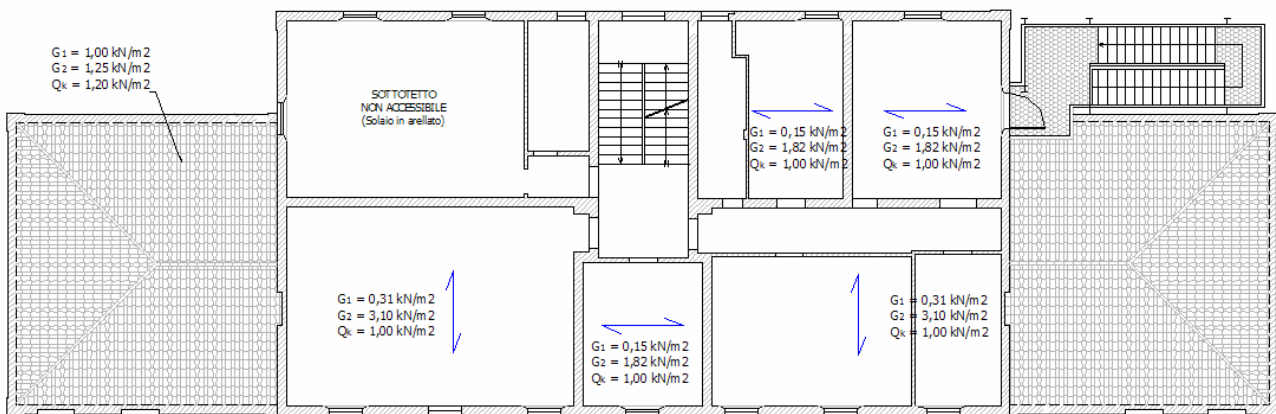 G1 = 1,00 kN/m2
G2 = 1,25 kN/m2
Qk = 1,20 kN/m2
SOTTOTETTO
NON ACCESSIBILE
(Solaio in arellato)
G1 = 0,15 kN/m2
G2 = 1,82 kN/m2
Qk = 1,00 kN/m2
G1 = 0,15 kN/m2
G2 = 1,82 kN/m2
Qk = 1,00 kN/m2
G1 = 0,31 kN/m2
G2 = 3,10 kN/m2
Qk = 1,00 kN/m2
G1 = 0,15 kN/m2
G2 = 1,82 kN/m2
Qk = 1,00 kN/m2
G1 = 0,31 kN/m2
G2 = 3,10 kN/m2
Qk = 1,00 kN/m2